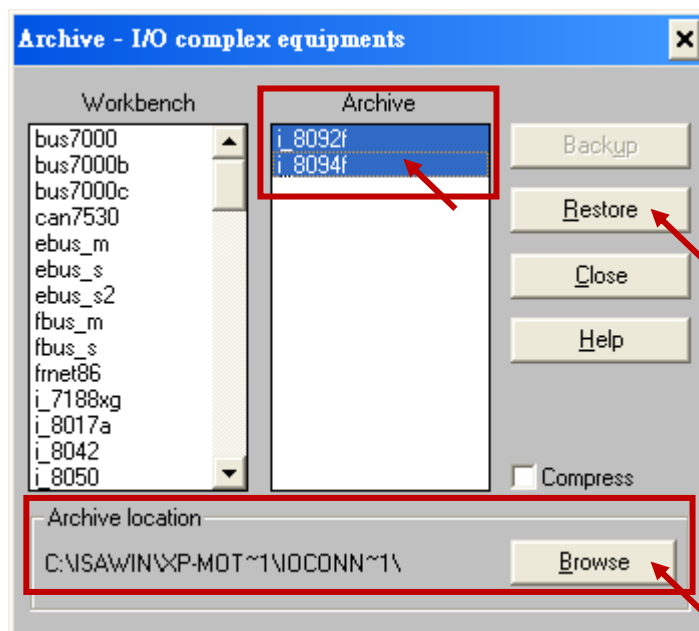 Archive - I/O complex equipments
Workbench
bus7000
bus7000b
bus7000c
can7530
ebus_m
ebus_s
ebus_s2
fbus_m
fbus_s
frnet86
i_7188xg
i_8017a
i_8042
i_8050
Archive
i_8092f
i_8094f
Backup
Restore
Close
Help
Compress
Archive location
C:\ISAWIN\XP-MOT~1\IOCONN~1\
Browse